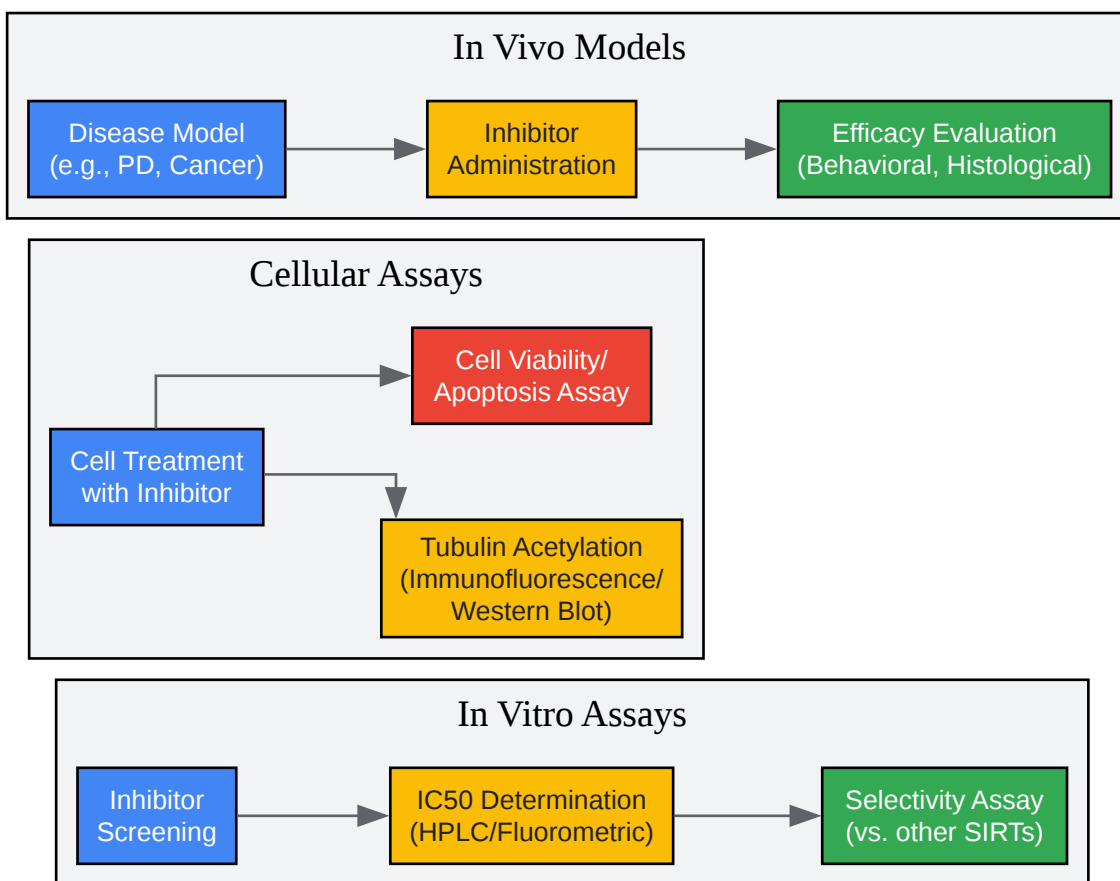 In Vivo Models
Disease Model
(e.g., PD, Cancer)
Inhibitor
Administration
Efficacy Evaluation
(Behavioral, Histological)
Cellular Assays
Cell Viability/
Apoptosis Assay
Cell Treatment
with Inhibitor
Tubulin Acetylation
(Immunofluorescence/
Western Blot)
In Vitro Assays
Inhibitor
Screening
IC50 Determination
(HPLC/Fluorometric)
Selectivity Assay
(vs. other SIRTs)